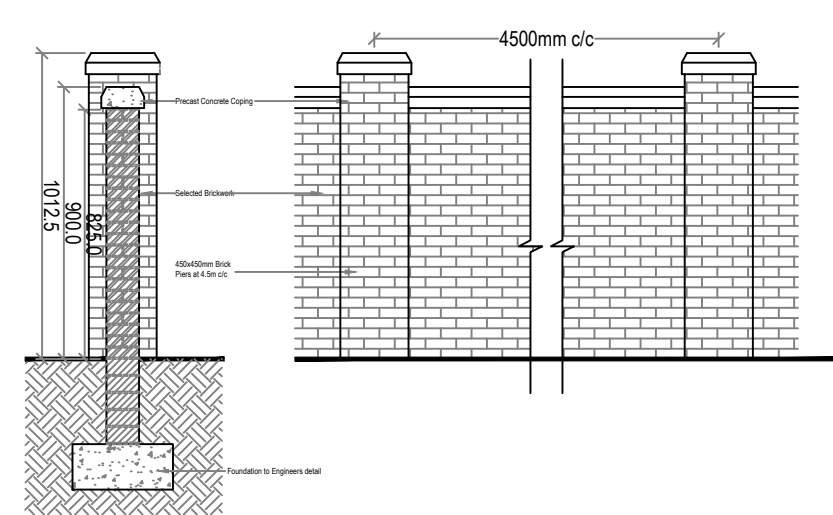 4500mm c/c
Precast Concrete Coping
Selected Brickwork
1012.5
900.0
825.0
450x450mm Brick
Piers at 4.5m c/c
Foundation to Engineers detail